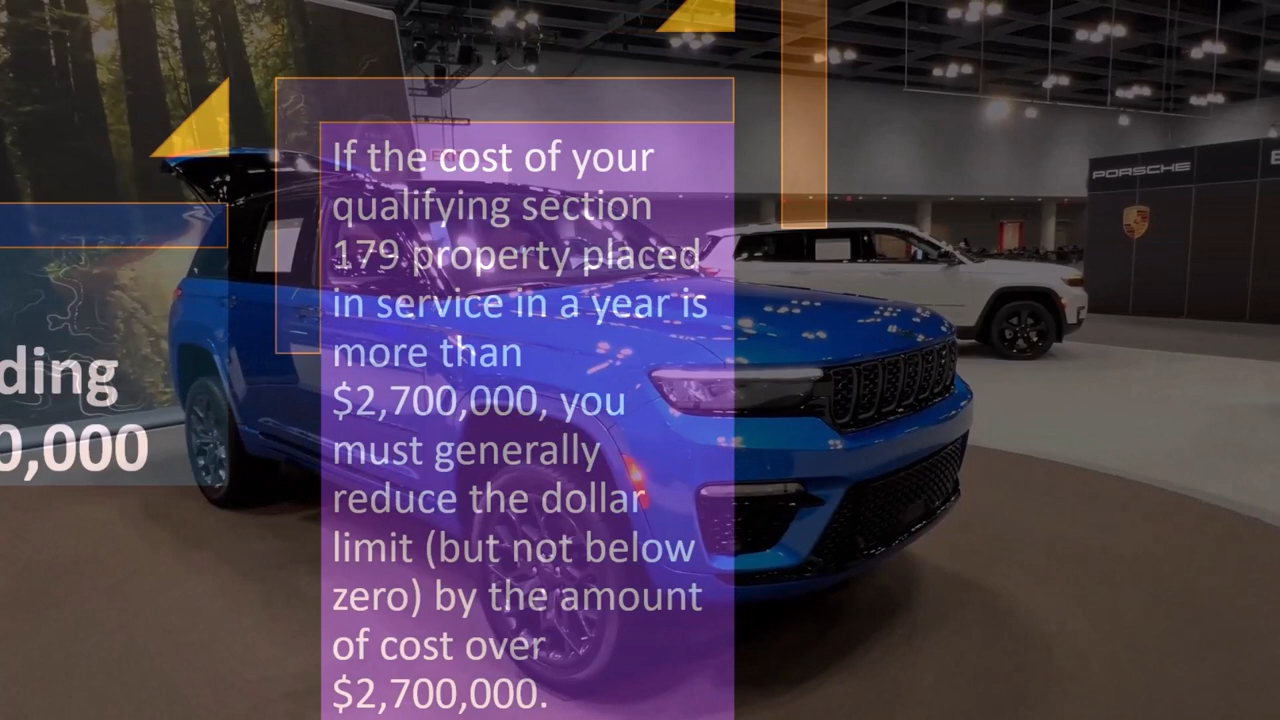 If the cost of your
qualifying section
179 property placed
in service in a year is
more than
$2,700,000, you
must generally
reduce the dollar
limit (but not below
zero) by the amount
of cost over
$2,700,000.
ding
0,000
PORSCHE